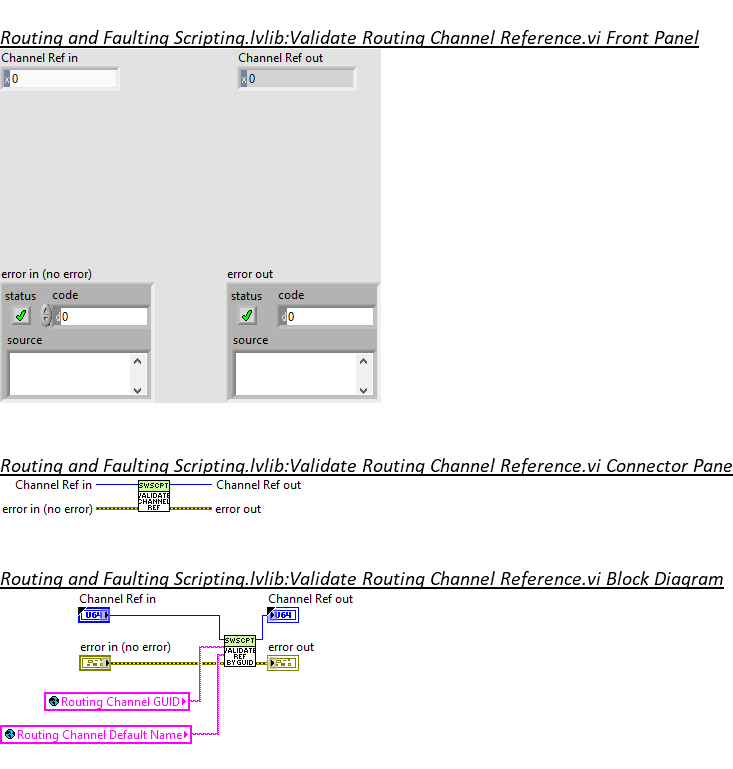 Routing and Faulting Scripting.lvlib:Validate Routing Channel Reference.vi Front Panel
Channel Ref in
Channel Ref out
x 0
x 0
error in (no error)
error out
status
code
status
code
d 0
d 0
source
source
Routing and Faulting Scripting.lvlib:Validate Routing Channel Reference.vi Connector Pane
Channel Ref in
SWSCPT
Channel Ref out
VALIDATE
CHANNEL
REF
error in (no error)
error out
Routing and Faulting Scripting.lvlib:Validate Routing Channel Reference.vi Block Diagram
Channel Ref in
Channel Ref out
U64
U64
error in (no error)
SWSCPT
error out
VALIDATE
REF
BY GUID
Routing Channel GUID
Routing Channel Default Name